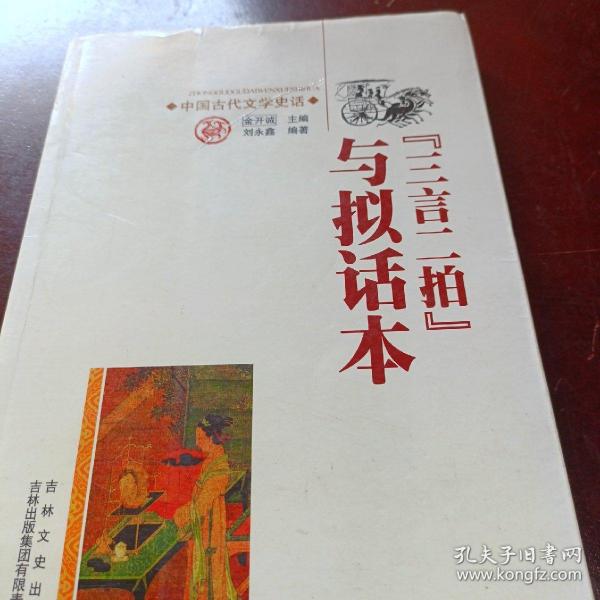 ZHONGGUOGUDAIWENXUESHIHUA
中国古代文学史话
金开诚 主编
刘永鑫 编著
『三言二拍』
与拟话本
吉林文史出
吉林出版集团有限责
孔夫子旧书网
www.kongfz.com